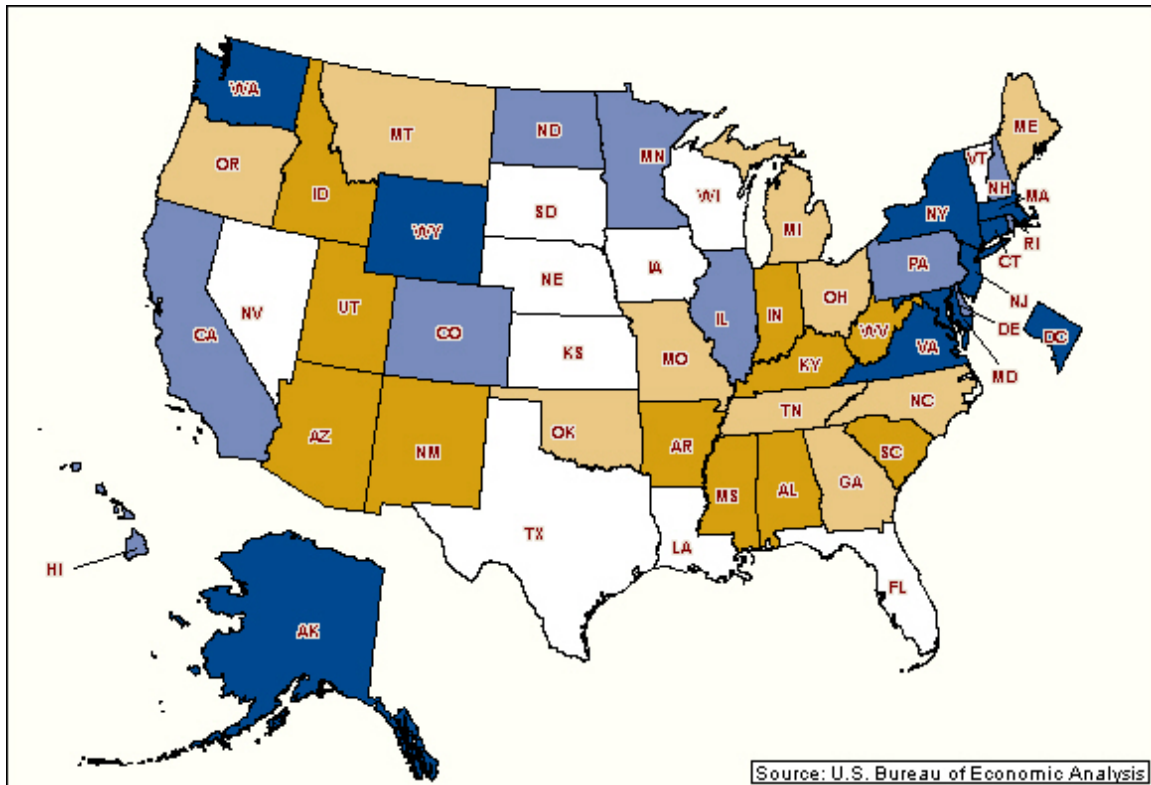 WA
MT
ND
MN
ME
OR
ID
SD
WI
VT
NH
MA
WY
NY
MI
RI
CT
NE
IA
PA
NV
UT
CO
IL
IN
OH
NJ
DE
DC
CA
KS
MO
WV
VA
KY
MD
AZ
NM
OK
AR
TN
NC
SC
MS
AL
GA
TX
LA
FL
HI
AK
Source: U.S. Bureau of Economic Analysis